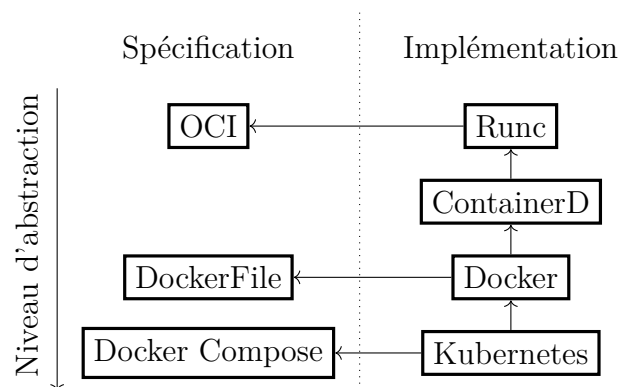 Spécification
Implémentation
Niveau d'abstraction
OCI
Runc
ContainerD
DockerFile
Docker
Docker Compose
Kubernetes